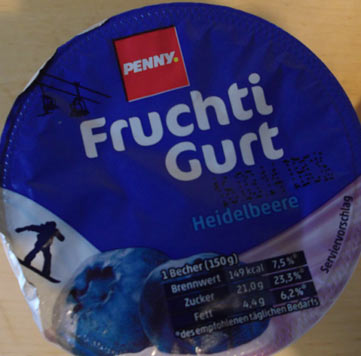 PENNY.
Fruchti
Gurt
Heidelbeere
Serviervorschlag
1 Becher (150g)
Brennwert 149 kcal 7,5%*
Zucker 21,0g 23,3%*
Fett 4,4g 6,2%*
*des empfohlenen täglichen Bedarfs